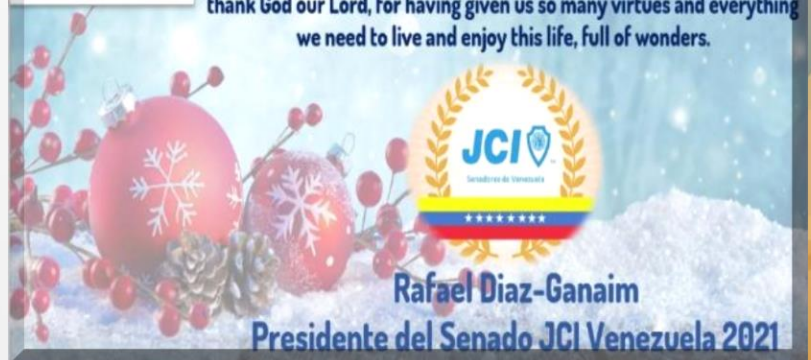 thank God our Lord, for having given us so many virtues and everything
we need to live and enjoy this life, full of wonders.
JCI
Senadores de Venezuela
Rafael Diaz-Ganaim
Presidente del Senado JCI Venezuela 2021